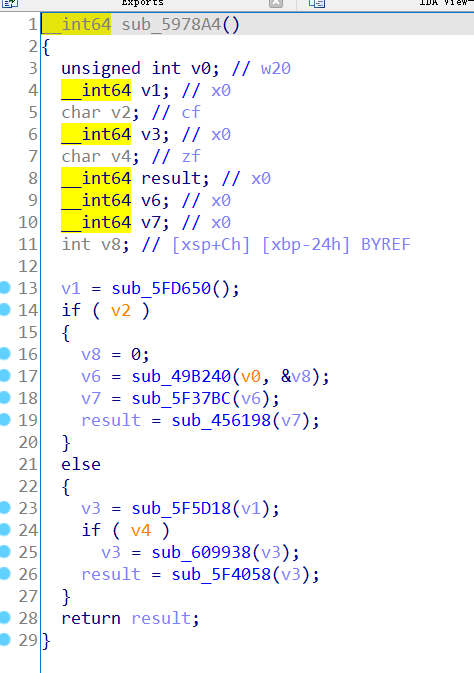 Exports IDA View-
1 __int64 sub_5978A4()
2 {
3 unsigned int v0; // w20
4 __int64 v1; // x0
5 char v2; // cf
6 __int64 v3; // x0
7 char v4; // zf
8 __int64 result; // x0
9 __int64 v6; // x0
10 __int64 v7; // x0
11 int v8; // [xsp+Ch] [xbp-24h] BYREF
12
13 v1 = sub_5FD650();
14 if ( v2 )
15 {
16 v8 = 0;
17 v6 = sub_49B240(v0, &v8);
18 v7 = sub_5F37BC(v6);
19 result = sub_456198(v7);
20 }
21 else
22 {
23 v3 = sub_5F5D18(v1);
24 if ( v4 )
25 v3 = sub_609938(v3);
26 result = sub_5F4058(v3);
27 }
28 return result;
29 }